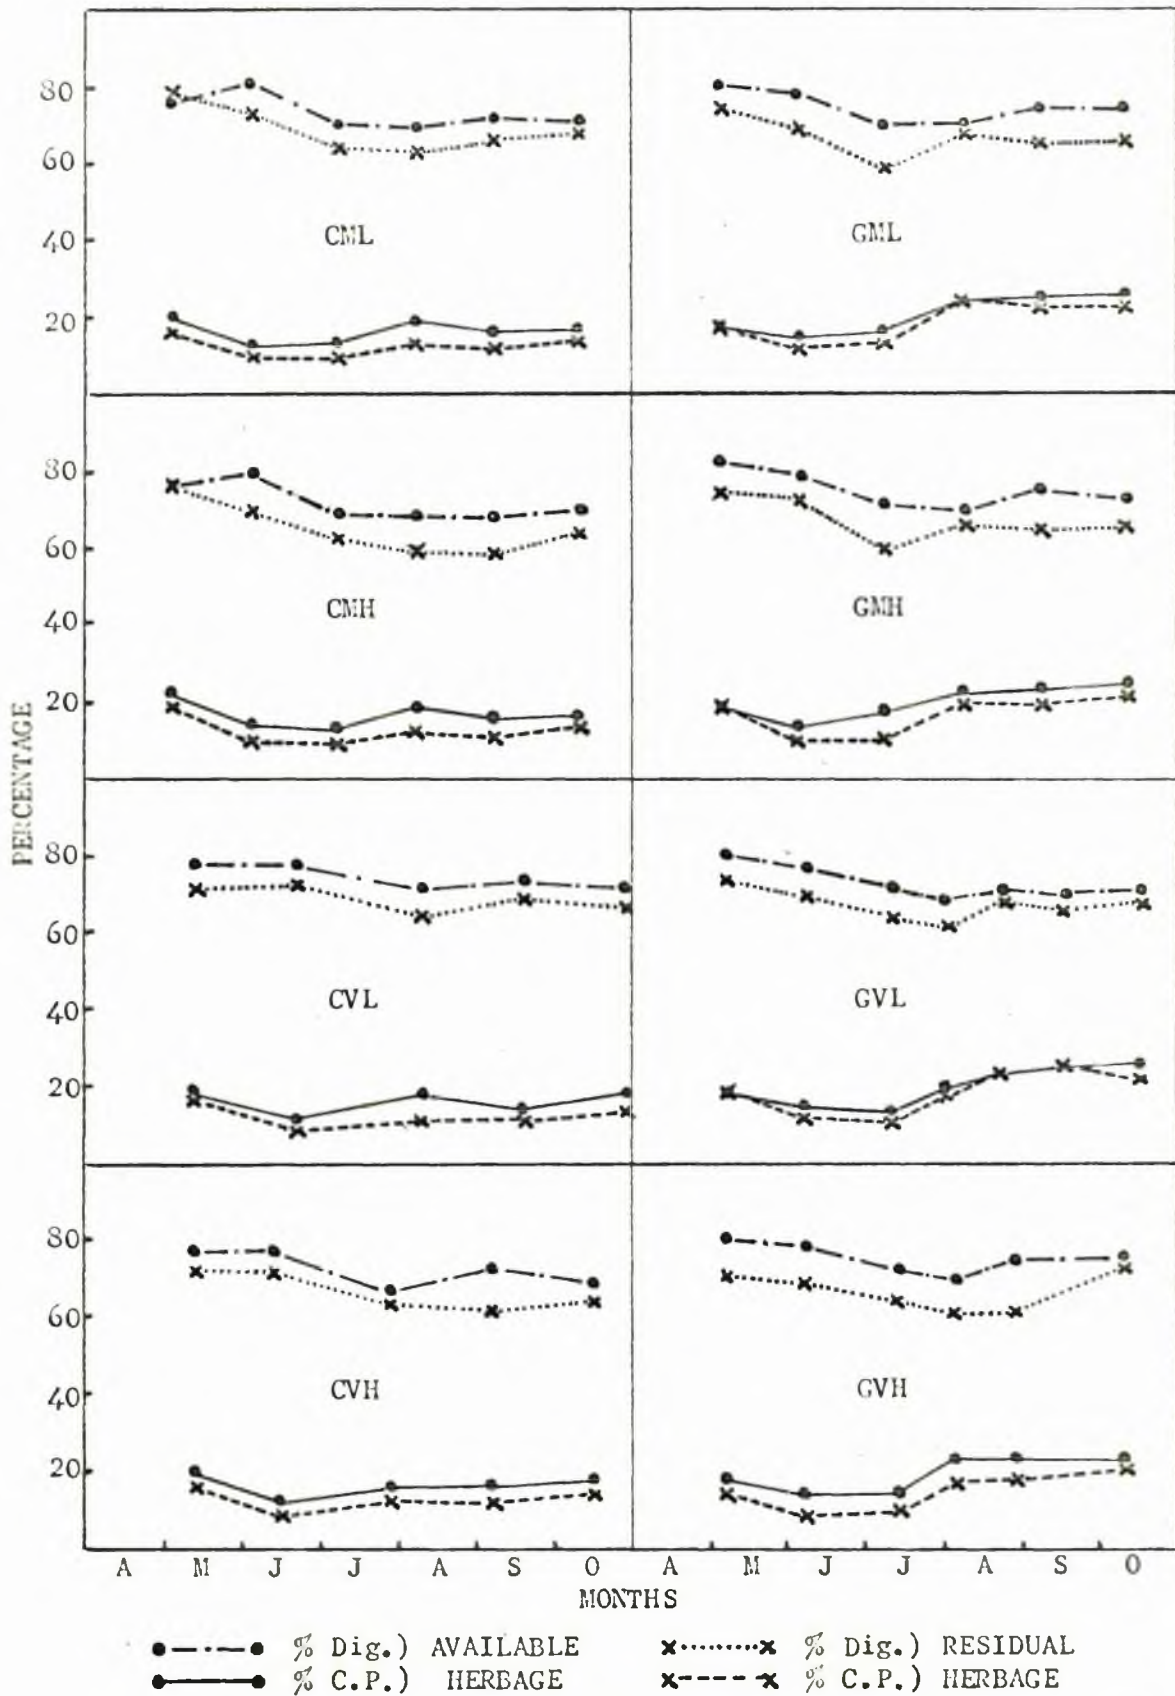 80
60
CML
GML
40
20
80
60
CMH
GMH
40
20
PERCENTAGE
80
60
CVL
GVL
40
20
80
60
CVH
GVH
40
20
A M J J A S O A M J J A S O
MONTHS
% Dig.) AVAILABLE % Dig.) RESIDUAL
% C.P.) HERBAGE % C.P.) HERBAGE